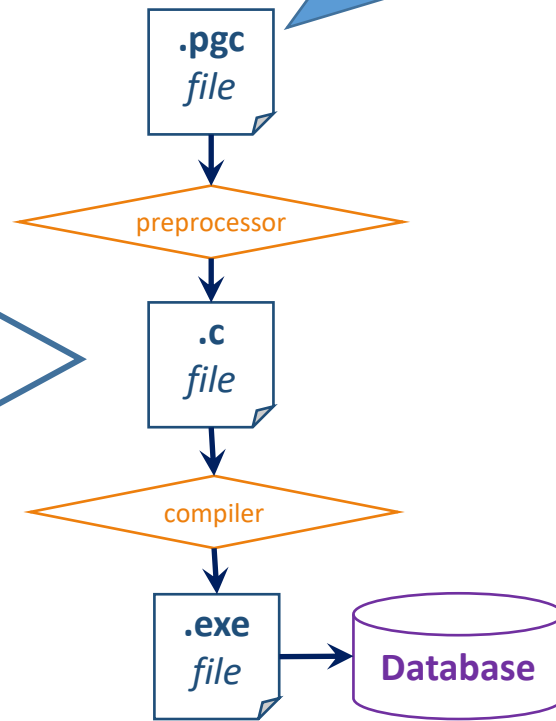 .pgc
file
preprocessor
.c
file
compiler
.exe
file
Database